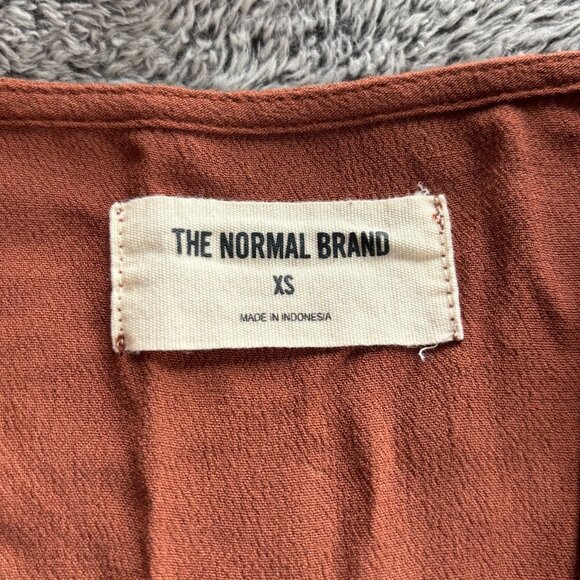 THE NORMAL BRAND
XS
MADE IN INDONESIA